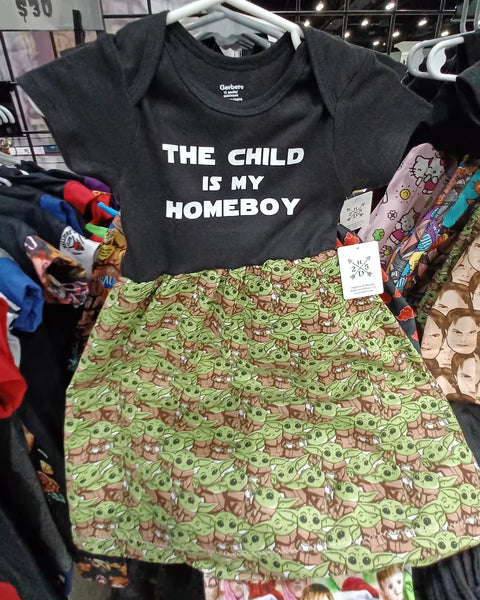 $30
Gerber
THE CHILD
IS MY
HOMEBOY
Z H S
D